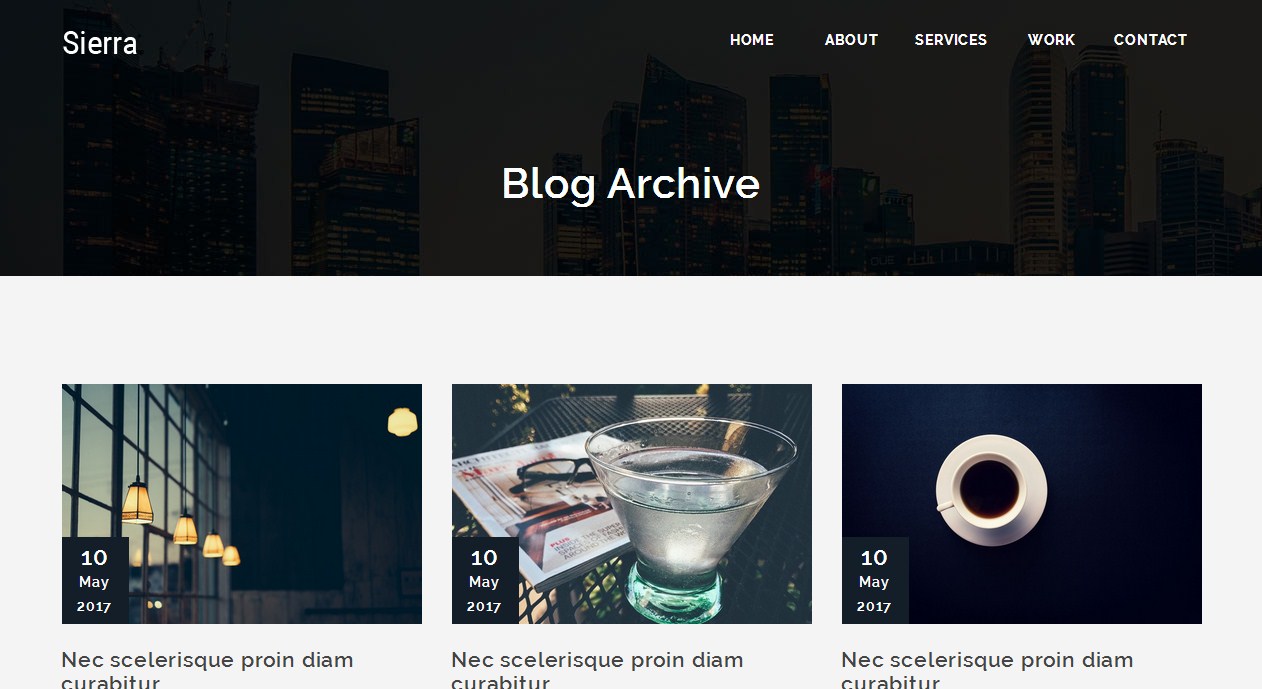 Sierra
HOME ABOUT SERVICES WORK CONTACT
Blog Archive
10
May
2017
10
May
2017
10
May
2017
Nec scelerisque proin diam
curabitur
Nec scelerisque proin diam
curabitur
Nec scelerisque proin diam
curabitur